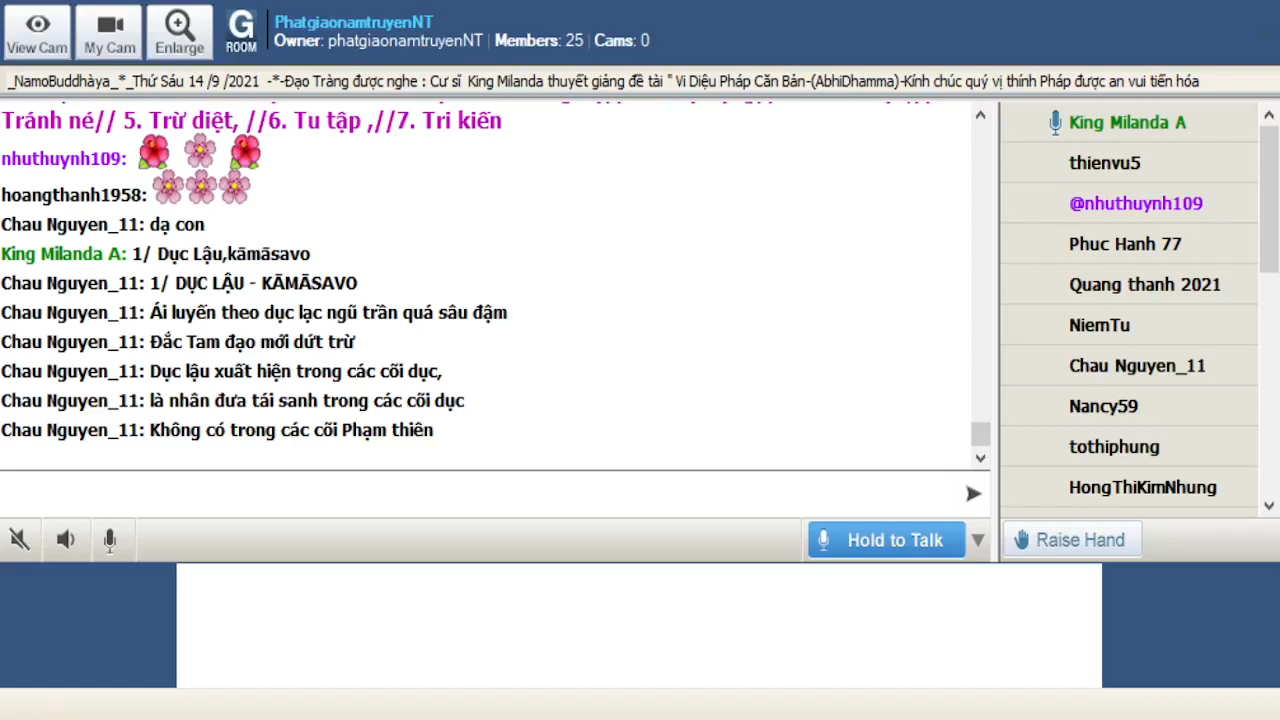 View Cam
My Cam
Enlarge
G
ROOM
PhatgiaonamtruyenNT
Owner: phatgiaonamtruyenNT | Members: 25 | Cams: 0
_NamoBuddhàya_*_Thứ Sáu 14 /9 /2021 -*-Đạo Tràng được nghe : Cư sĩ King Milanda thuyết giảng đề tài " Vi Diệu Pháp Căn Bản-(AbhiDhamma)-Kính chúc quý vị thính Pháp được an vui tiến hóa
Tránh né// 5. Trừ diệt, //6. Tu tập ,//7. Tri kiến
nhuthuynh109:
hoangthanh1958:
Chau Nguyen_11: dạ con
King Milanda A: 1/ Dục Lậu,kāmāsavo
Chau Nguyen_11: 1/ DỤC LẬU - KĀMĀSAVO
Chau Nguyen_11: Ái luyến theo dục lạc ngũ trần quá sâu đậm
Chau Nguyen_11: Đắc Tam đạo mới dứt trừ
Chau Nguyen_11: Dục lậu xuất hiện trong các cõi dục,
Chau Nguyen_11: là nhân đưa tái sanh trong các cõi dục
Chau Nguyen_11: Không có trong các cõi Phạm thiên
King Milanda A
thienvu5
@nhuthuynh109
Phuc Hanh 77
Quang thanh 2021
NiemTu
Chau Nguyen_11
Nancy59
tothiphung
HongThiKimNhung
Hold to Talk
Raise Hand